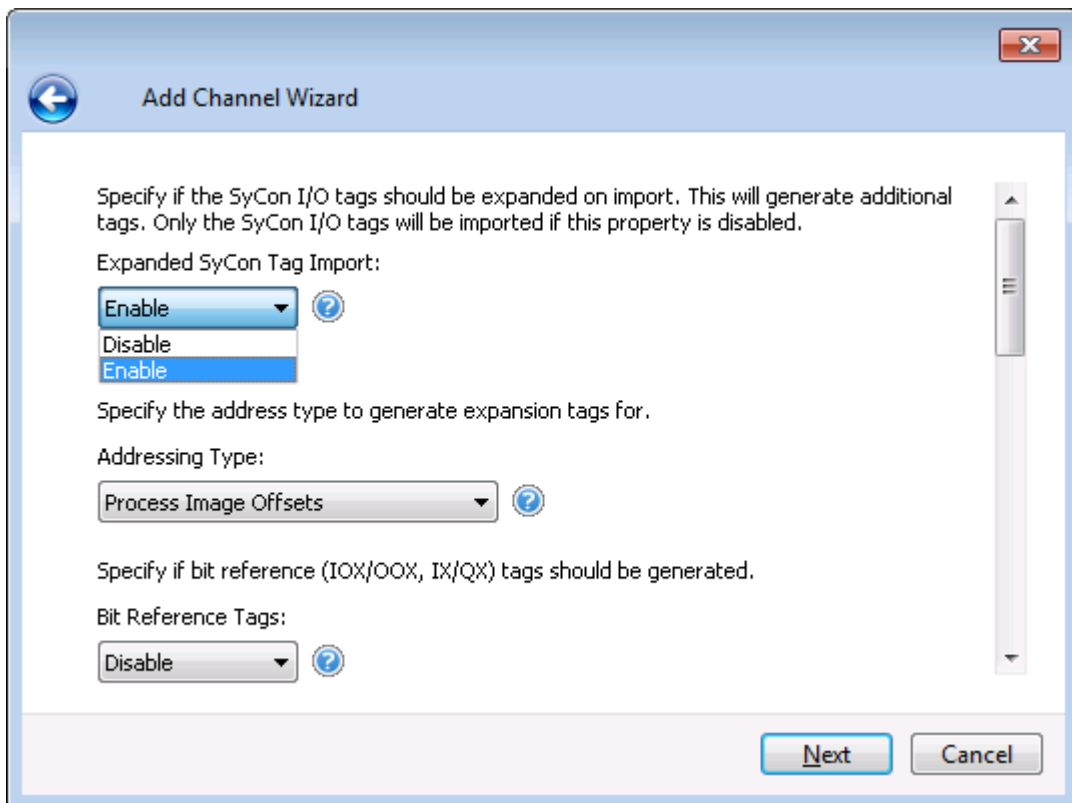 Add Channel Wizard
Specify if the SyCon I/O tags should be expanded on import. This will generate additional
tags. Only the SyCon I/O tags will be imported if this property is disabled.
Expanded SyCon Tag Import:
Enable
Disable
Enable
Specify the address type to generate expansion tags for.
Addressing Type:
Process Image Offsets
Specify if bit reference (IOX/OOX, IX/QX) tags should be generated.
Bit Reference Tags:
Disable
Next
Cancel